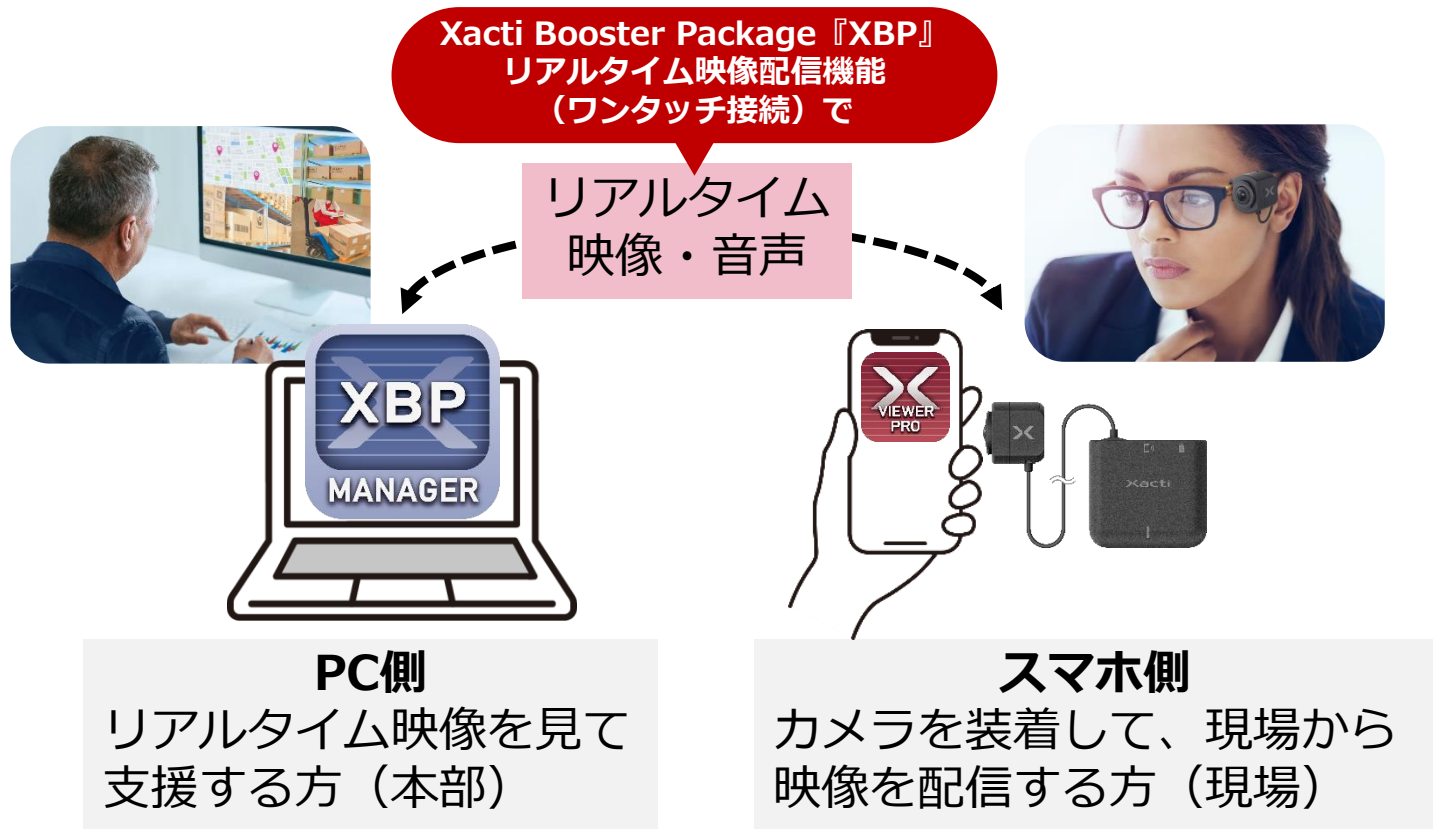 Xacti Booster Package『XBP』
リアルタイム映像配信機能
（ワンタッチ接続）で
リアルタイム
映像・音声
XBP
MANAGER
VIEWER
PRO
Xacti
PC側
リアルタイム映像を見て
支援する方（本部）
スマホ側
カメラを装着して、現場から
映像を配信する方（現場）